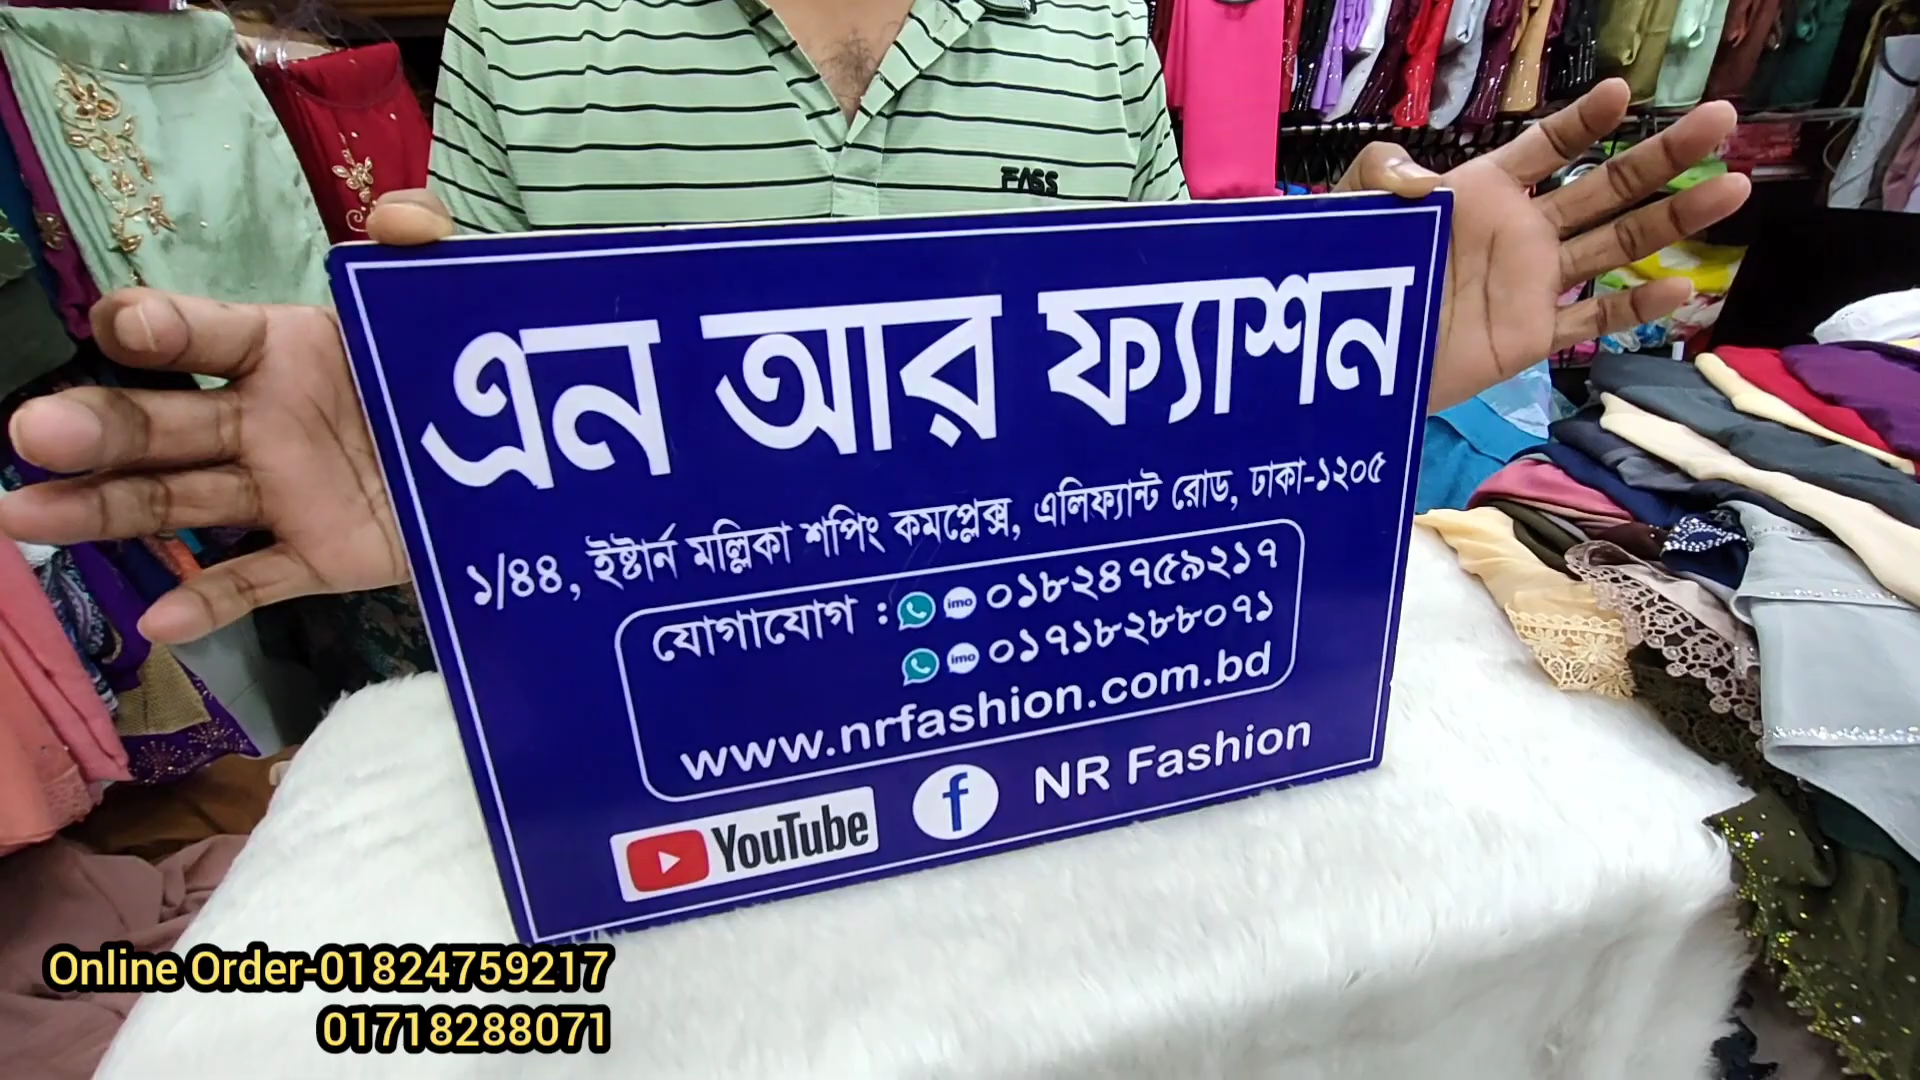 FASS
এন আর ফ্যাশন
১/৪৪, ইষ্টার্ন মল্লিকা শপিং কমপ্লেক্স, এলিফ্যান্ট রোড, ঢাকা-১২০৫
যোগাযোগ : imo ০১৮২৪৭৫৯২১৭
imo ০১৭১৮২৮৮০৭১
www.nrfashion.com.bd
YouTube f NR Fashion
Online Order-01824759217
01718288071